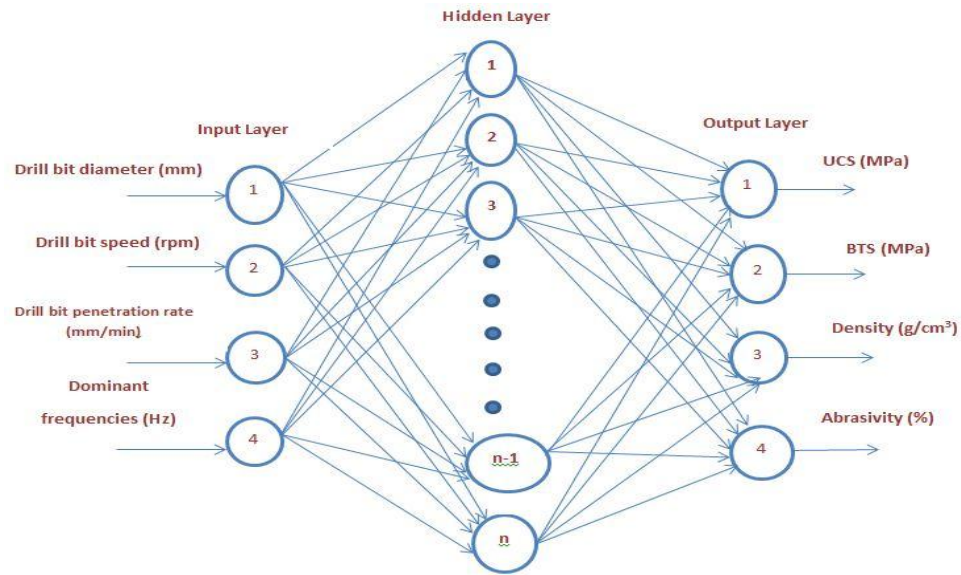 Hidden Layer
Input Layer
Output Layer
Drill bit diameter (mm)
Drill bit speed (rpm)
Drill bit penetration rate
(mm/min)
Dominant
frequencies (Hz)
1
2
3
4
1
2
3
n-1
n
1
2
3
4
UCS (MPa)
BTS (MPa)
Density (g/cm³)
Abrasivity (%)